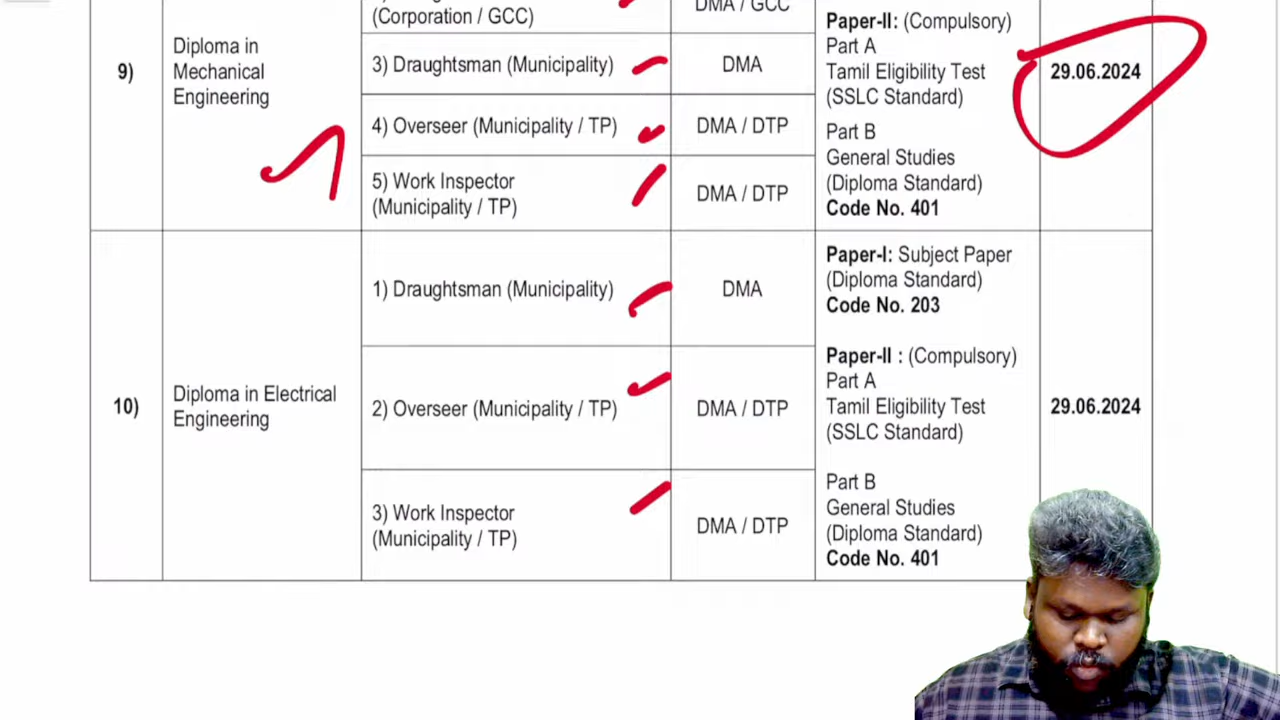 (Corporation / GCC)
DMA / GCC
9)
Diploma in
Mechanical
Engineering
3) Draughtsman (Municipality)
DMA
4) Overseer (Municipality / TP)
DMA / DTP
5) Work Inspector
(Municipality / TP)
DMA / DTP
Paper-II: (Compulsory)
Part A
Tamil Eligibility Test
(SSLC Standard)
Part B
General Studies
(Diploma Standard)
Code No. 401
29.06.2024
10)
Diploma in Electrical
Engineering
1) Draughtsman (Municipality)
DMA
2) Overseer (Municipality / TP)
DMA / DTP
3) Work Inspector
(Municipality / TP)
DMA / DTP
Paper-I: Subject Paper
(Diploma Standard)
Code No. 203
Paper-II : (Compulsory)
Part A
Tamil Eligibility Test
(SSLC Standard)
Part B
General Studies
(Diploma Standard)
Code No. 401
29.06.2024